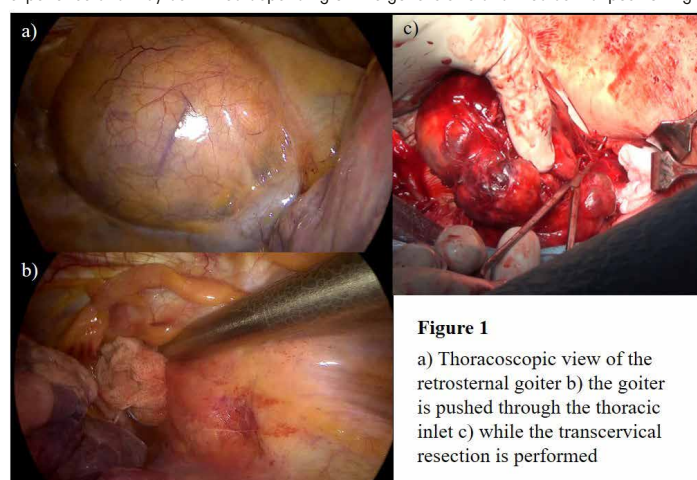 a)
c)
b)
Figure 1
a) Thoracoscopic view of the
retrosternal goiter b) the goiter
is pushed through the thoracic
inlet c) while the transcervical
resection is performed